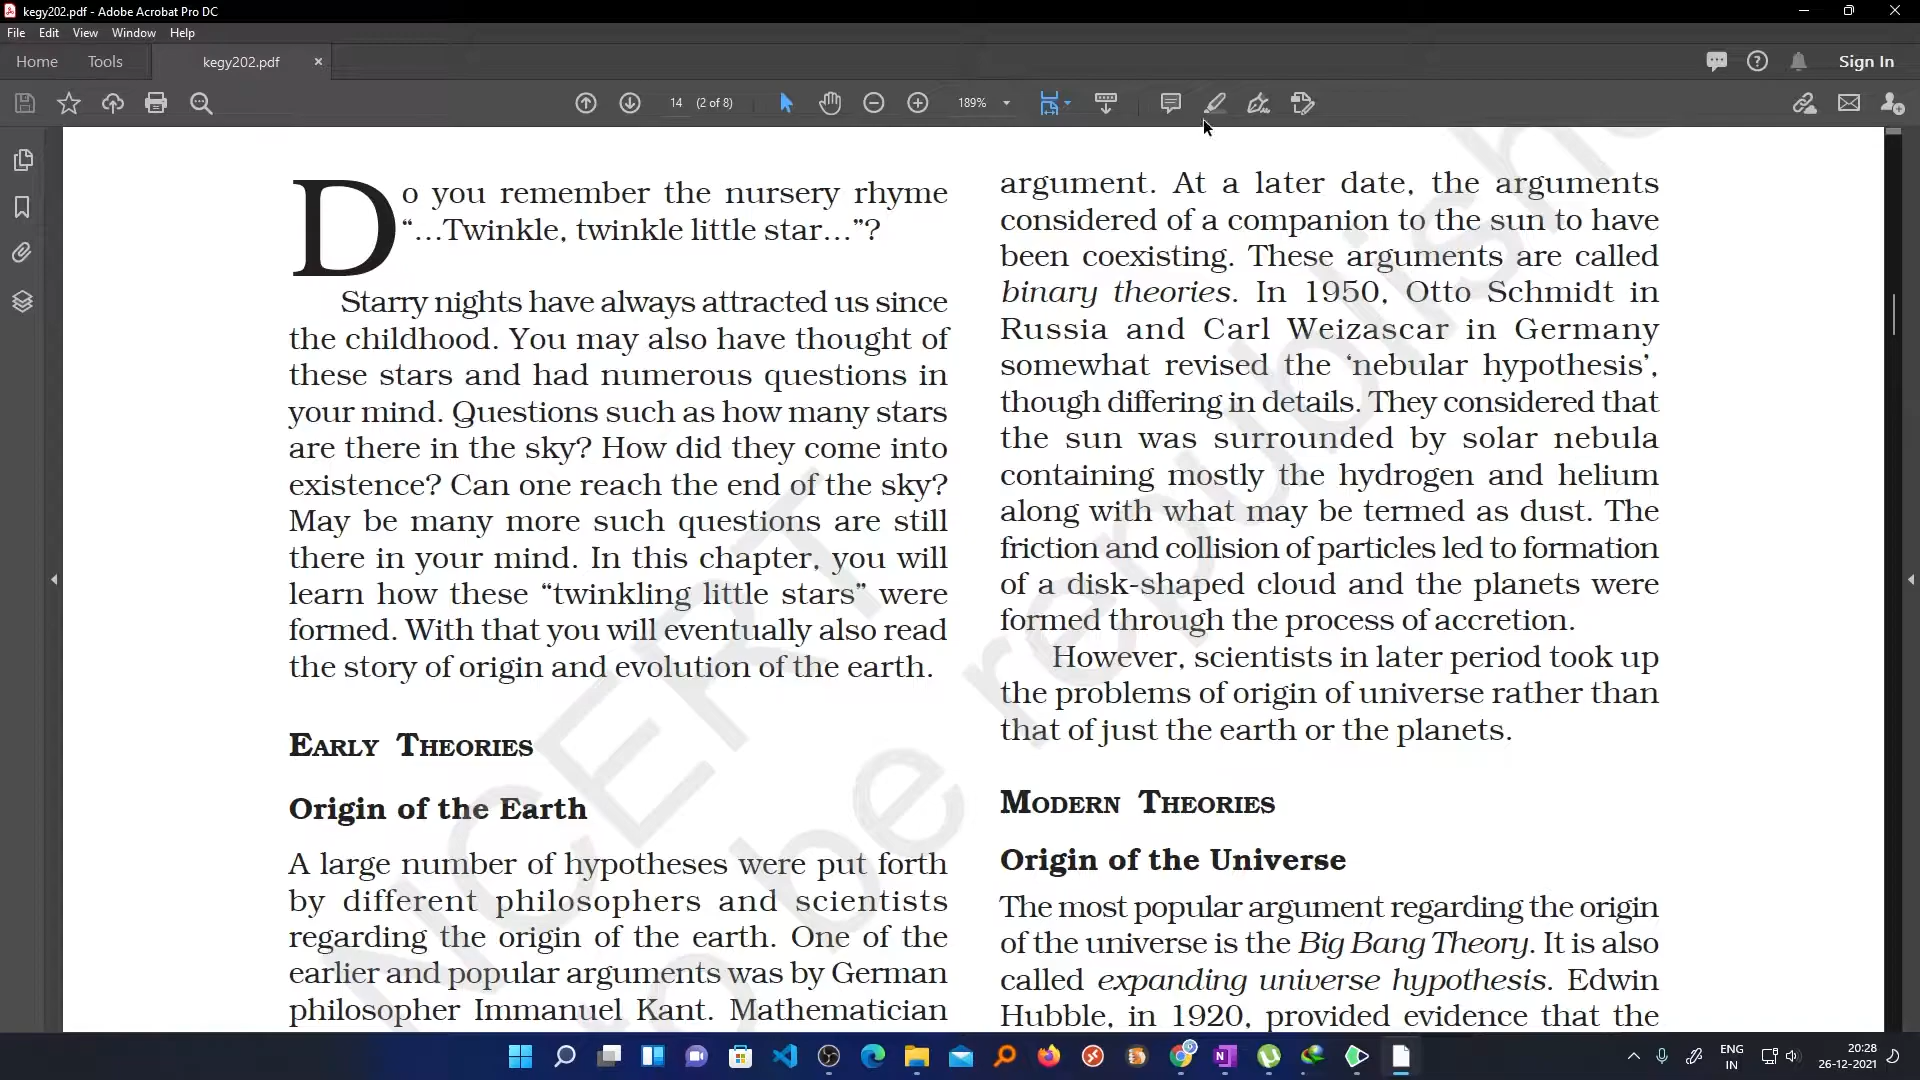 kegy202.pdf - Adobe Acrobat Pro DC
File Edit View Window Help
Home Tools kegy202.pdf Sign In
14 (2 of 8) 189%
Do you remember the nursery rhyme
“...Twinkle, twinkle little star...”?
Starry nights have always attracted us since
the childhood. You may also have thought of
these stars and had numerous questions in
your mind. Questions such as how many stars
are there in the sky? How did they come into
existence? Can one reach the end of the sky?
May be many more such questions are still
there in your mind. In this chapter, you will
learn how these “twinkling little stars” were
formed. With that you will eventually also read
the story of origin and evolution of the earth.
EARLY THEORIES
Origin of the Earth
A large number of hypotheses were put forth
by different philosophers and scientists
regarding the origin of the earth. One of the
earlier and popular arguments was by German
philosopher Immanuel Kant. Mathematician
argument. At a later date, the arguments
considered of a companion to the sun to have
been coexisting. These arguments are called
binary theories. In 1950, Otto Schmidt in
Russia and Carl Weizascar in Germany
somewhat revised the ‘nebular hypothesis’,
though differing in details. They considered that
the sun was surrounded by solar nebula
containing mostly the hydrogen and helium
along with what may be termed as dust. The
friction and collision of particles led to formation
of a disk-shaped cloud and the planets were
formed through the process of accretion.
However, scientists in later period took up
the problems of origin of universe rather than
that of just the earth or the planets.
MODERN THEORIES
Origin of the Universe
The most popular argument regarding the origin
of the universe is the Big Bang Theory. It is also
called expanding universe hypothesis. Edwin
Hubble, in 1920, provided evidence that the
NCERT
to be republishe
ENG
IN
20:28
26-12-2021